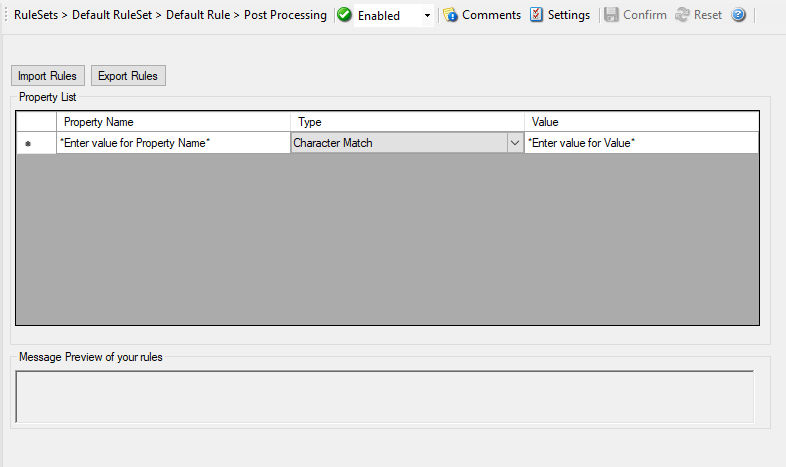 RuleSets > Default RuleSet > Default Rule > Post Processing Enabled Comments Settings Confirm Reset ?
Import Rules Export Rules
Property List
Property Name Type Value
*Enter value for Property Name* Character Match *Enter value for Value*
Message Preview of your rules